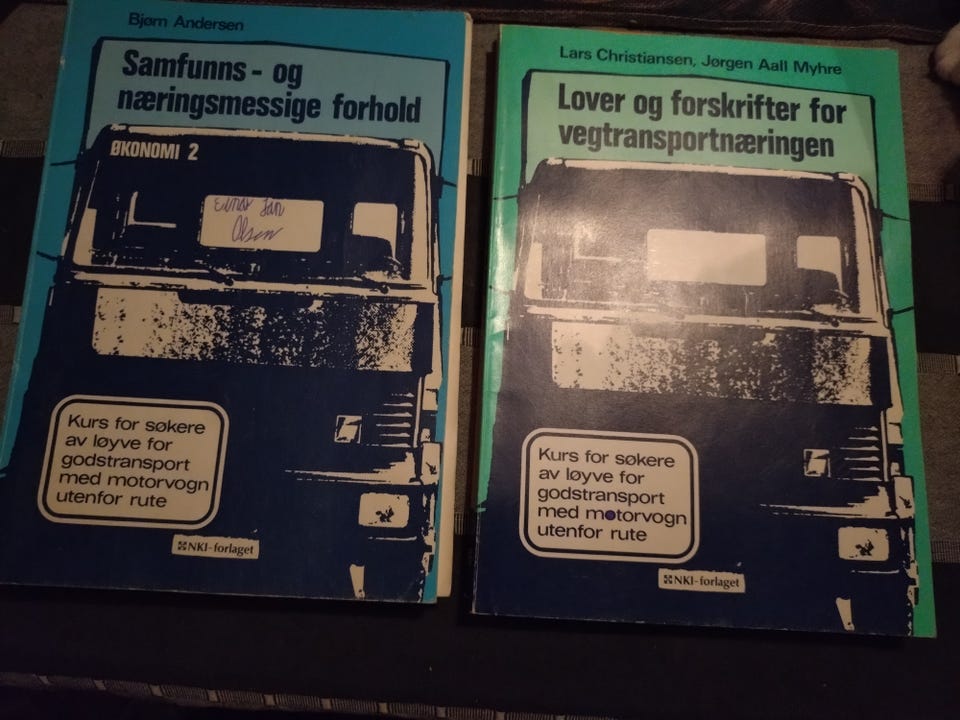 Bjørn Andersen
Samfunns- og
næringsmessige forhold
ØKONOMI 2
Jan
Olsen
Kurs for søkere
av løyve for
godstransport
med motorvogn
utenfor rute
NKI-forlaget
Lars Christiansen, Jørgen Aall Myhre
Lover og forskrifter for
vegtransportnæringen
Kurs for søkere
av løyve for
godstransport
med motorvogn
utenfor rute
NKI-forlaget